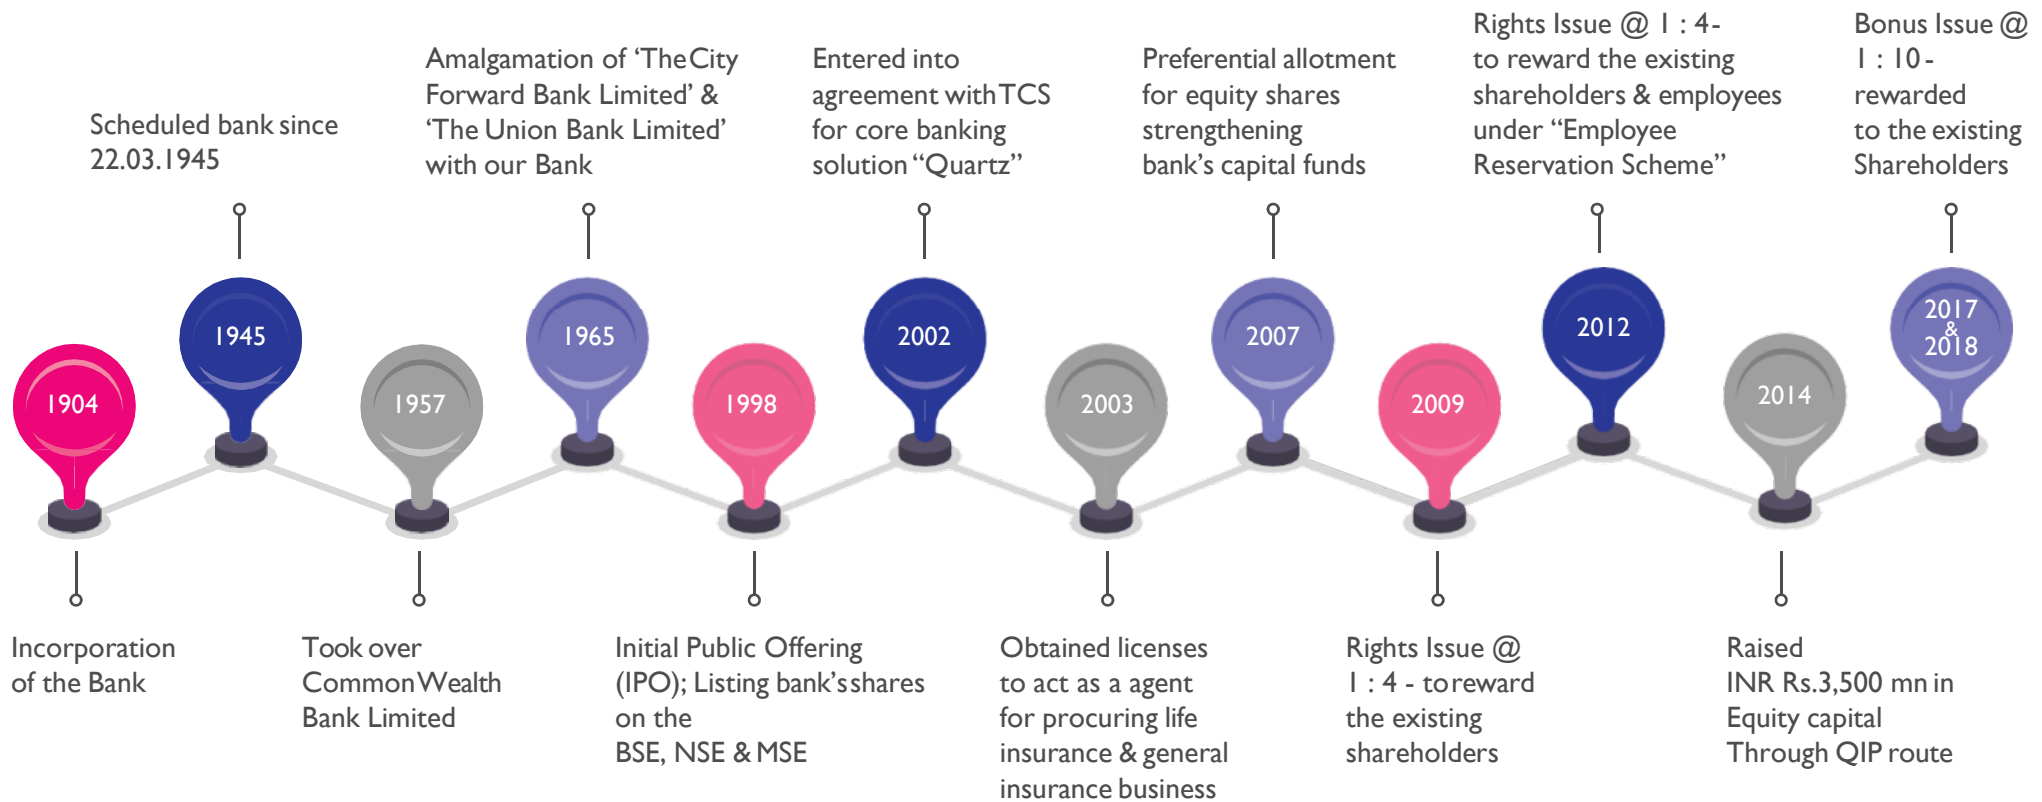 Scheduled bank since
22.03.1945
Amalgamation of ‘The City
Forward Bank Limited’ &
‘The Union Bank Limited’
with our Bank
Entered into
agreement with TCS
for core banking
solution “Quartz”
Preferential allotment
for equity shares
strengthening
bank’s capital funds
Rights Issue @ 1 : 4 -
to reward the existing
shareholders & employees
under “Employee
Reservation Scheme”
Bonus Issue @
1 : 10 -
rewarded
to the existing
Shareholders
1904
1945
1957
1965
1998
2002
2003
2007
2009
2012
2014
2017
&
2018
Incorporation
of the Bank
Took over
Common Wealth
Bank Limited
Initial Public Offering
(IPO); Listing bank’s shares
on the
BSE, NSE & MSE
Obtained licenses
to act as a agent
for procuring life
insurance & general
insurance business
Rights Issue @
1 : 4 - to reward
the existing
shareholders
Raised
INR Rs.3,500 mn in
Equity capital
Through QIP route